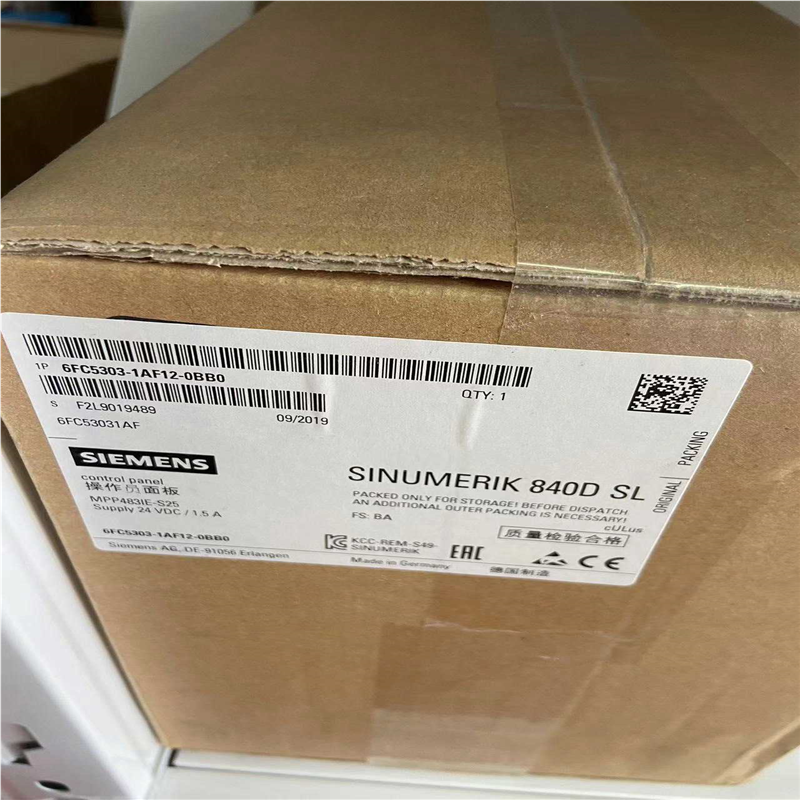 1P 6FC5303-1AF12-0BB0
QTY: 1
S F2L9019489
09/2019
6FC53031AF
SIEMENS
control panel
操作员面板
MPP483IE-S25
Supply 24 VDC / 1.5 A
6FC5303-1AF12-0BB0
Siemens AG, DE-91056 Erlangen
SINUMERIK 840D SL
PACKED ONLY FOR STORAGE! BEFORE DISPATCH
AN ADDITIONAL OUTER PACKING IS NECESSARY!
FS: BA
cULus
质量检验合格
KCC-REM-S49-
SINUMERIK
EAC
CE
Made in Germany
德国制造
ORIGINAL PACKING